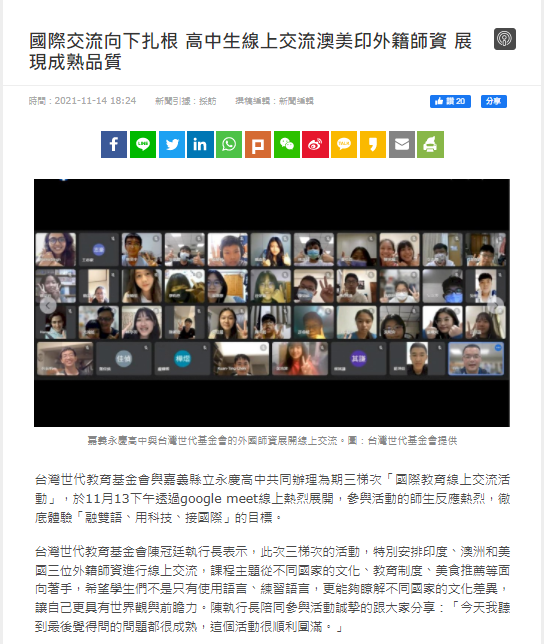 國際交流向下扎根 高中生線上交流澳美印外籍師資 展
現成熟品質
時間：2021-11-14 18:24 新聞引據：採訪 撰稿編輯：新聞編輯
讚 20 分享
嘉義永慶高中與台灣世代基金會的外國師資展開線上交流。圖：台灣世代基金會提供
台灣世代教育基金會與嘉義縣立永慶高中共同辦理為期三梯次「國際教育線上交流活
動」，於11月13下午透過google meet線上熱烈展開，參與活動的師生反應熱烈，徹
底體驗「融雙語、用科技、接國際」的目標。
台灣世代教育基金會陳冠廷執行長表示，此次三梯次的活動，特別安排印度、澳洲和美
國三位外籍師資進行線上交流，課程主題從不同國家的文化、教育制度、美食推薦等面
向著手，希望學生們不是只有使用語言、練習語言，更能夠瞭解不同國家的文化差異，
讓自己更具有世界觀與前瞻力。陳執行長陪同參與活動誠摯的跟大家分享：「今天我聽
到最後覺得問的問題都很成熟，這個活動很順利圓滿。」